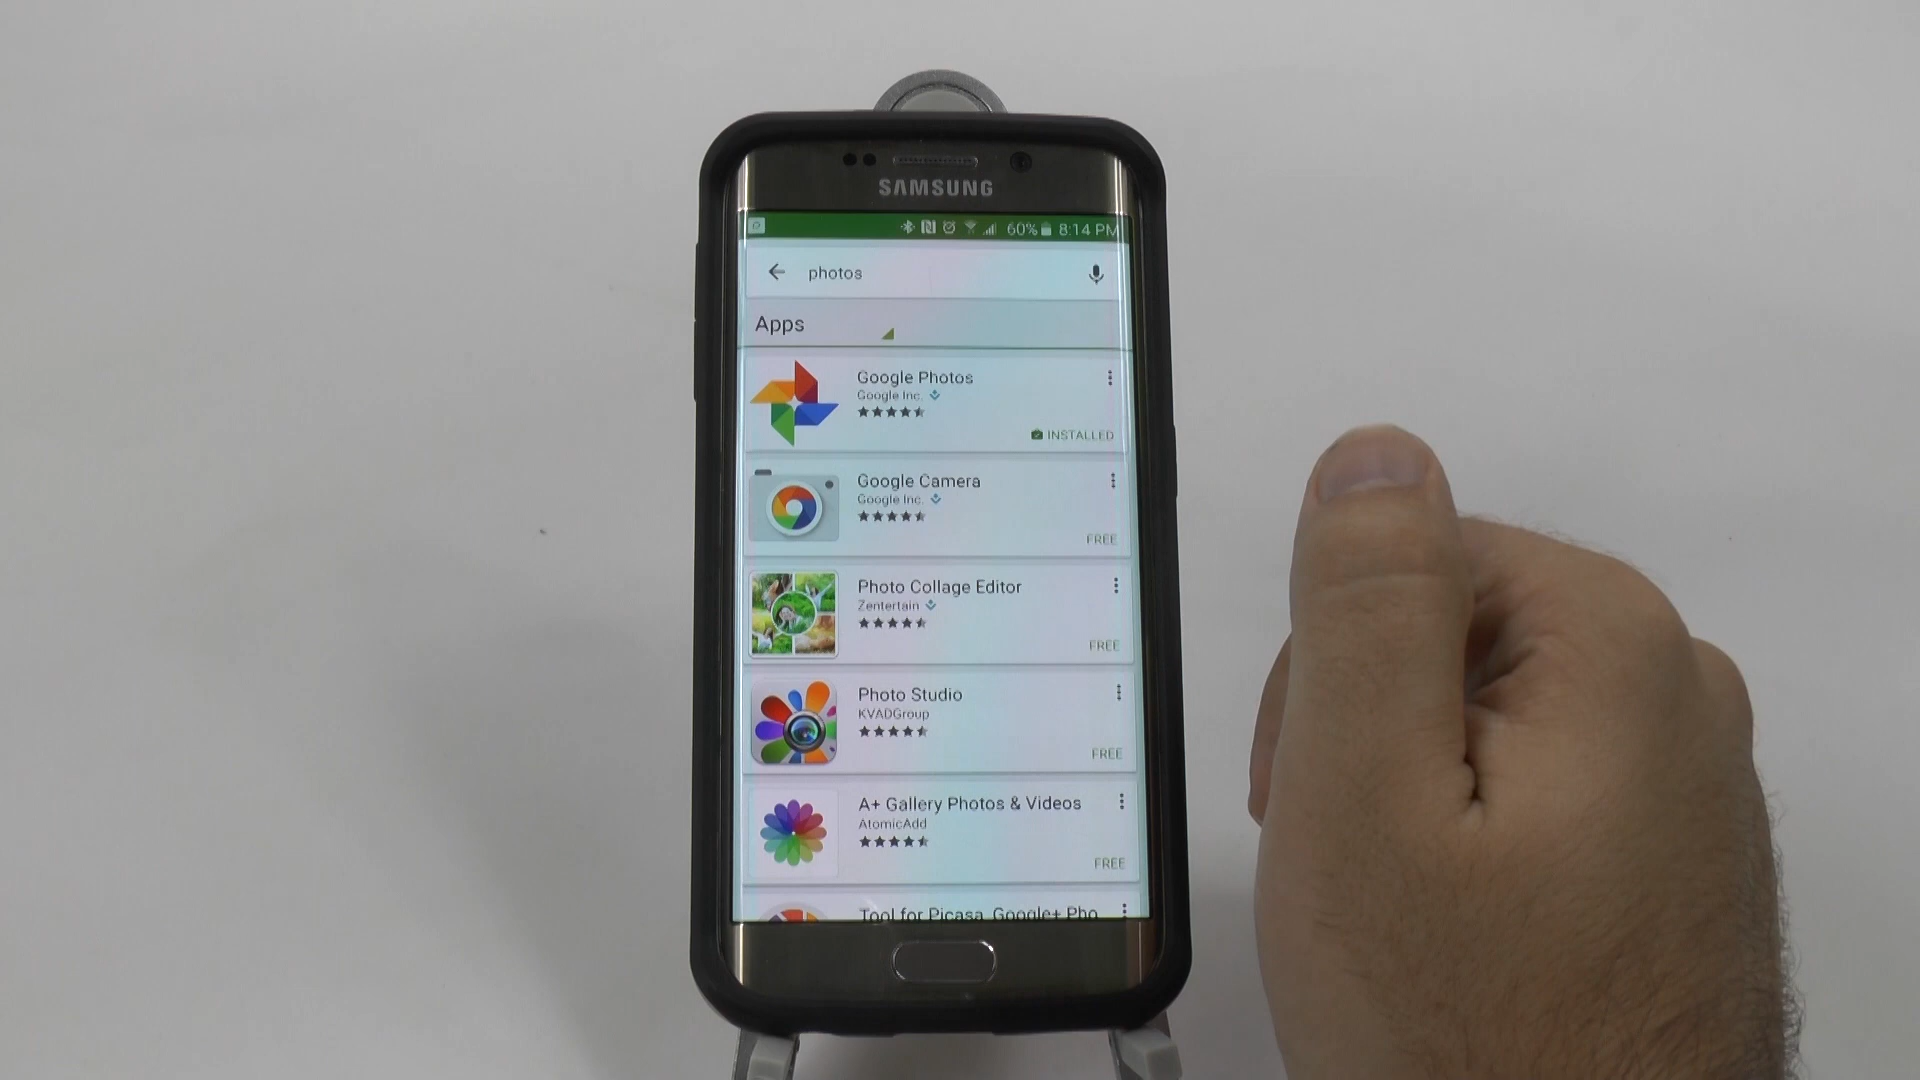 SAMSUNG
60% 8:14 PM
photos
Apps
Google Photos
Google Inc.
INSTALLED
Google Camera
Google Inc.
FREE
Photo Collage Editor
Zentertain
FREE
Photo Studio
KVADGroup
FREE
A+ Gallery Photos & Videos
AtomicAdd
FREE
Tool for Picasa, Google+ Pho